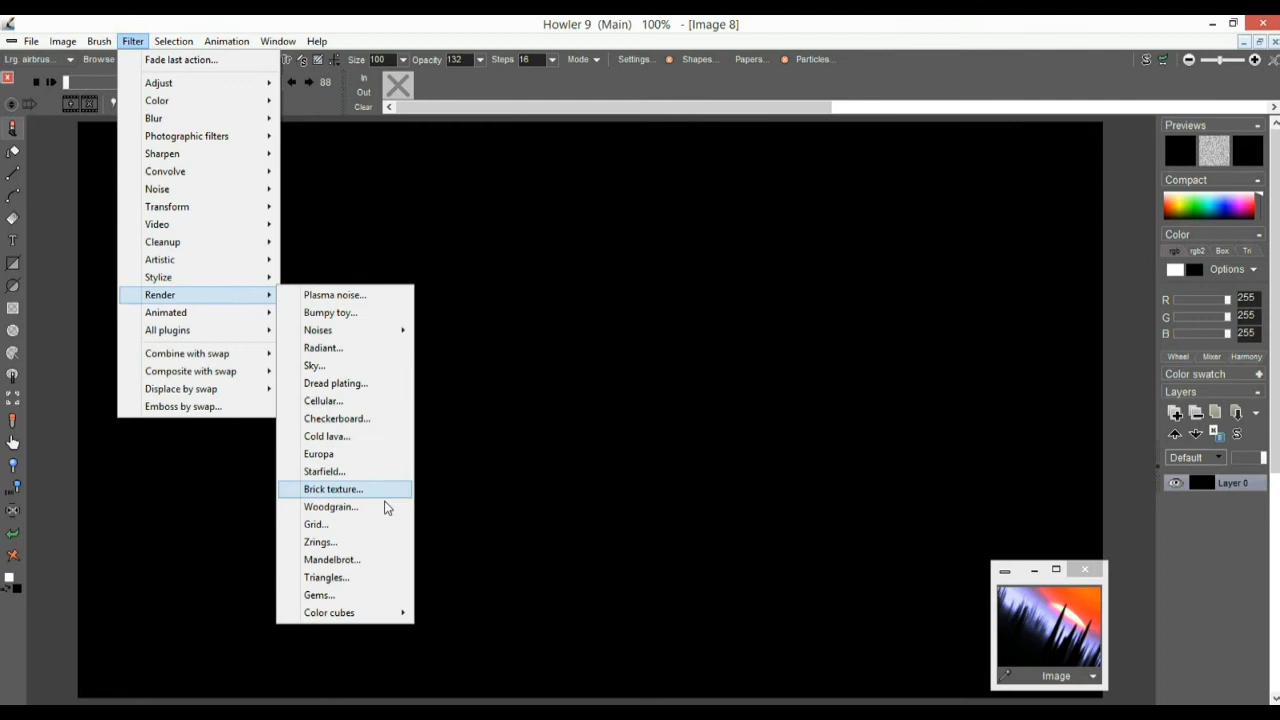 Howler 9 (Main) 100% - [Image 8]
File Image Brush Filter Selection Animation Window Help
Lrg. airbrus... Browse Size 100 Opacity 132 Steps 16 Mode Settings... Shapes... Papers... Particles...
88
In
Out
Clear
Fade last action...
Adjust
Color
Blur
Photographic filters
Sharpen
Convolve
Noise
Transform
Video
Cleanup
Artistic
Stylize
Render
Animated
All plugins
Combine with swap
Composite with swap
Displace by swap
Emboss by swap...
Plasma noise...
Bumpy toy...
Noises
Radiant...
Sky...
Dread plating...
Cellular...
Checkerboard...
Cold lava...
Europa
Starfield...
Brick texture...
Woodgrain...
Grid...
Zrings...
Mandelbrot...
Triangles...
Gems...
Color cubes
Previews
Compact
Color
rgb rgb2 Box Tri
Options
R 255
G 255
B 255
Wheel Mixer Harmony
Color swatch
Layers
Default
Layer 0
Image